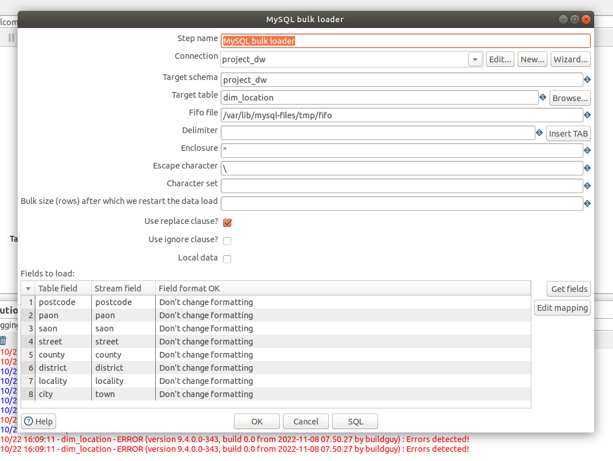 MySQL bulk loader
lcom
Step name MySQL bulk loader
Connection project_dw Edit... New... Wizard...
Target schema project_dw
Target table dim_location Browse...
Fifo file /var/lib/mysql-files/tmp/fifo
Delimiter Insert TAB
Enclosure "
Escape character \
Character set
Bulk size (rows) after which we restart the data load
Use replace clause?
Ta
Use ignore clause?
Local data
Fields to load:
Table field Stream field Field format OK Get fields
1 postcode postcode Don't change formatting
2 paon paon Don't change formatting Edit mapping
3 saon saon Don't change formatting
4 street street Don't change formatting
5 county county Don't change formatting
6 district district Don't change formatting
7 locality locality Don't change formatting
8 city town Don't change formatting
utio
gging
10/2
10/2
10/2
10/2
10/2
10/2
10/2
10/2
Help OK Cancel SQL
10/2
10/22 16:09:11 - dim_location - ERROR (version 9.4.0.0-343, build 0.0 from 2022-11-08 07.50.27 by buildguy) : Errors detected!
10/22 16:09:11 - dim_location - ERROR (version 9.4.0.0-343, build 0.0 from 2022-11-08 07.50.27 by buildguy) : Errors detected!